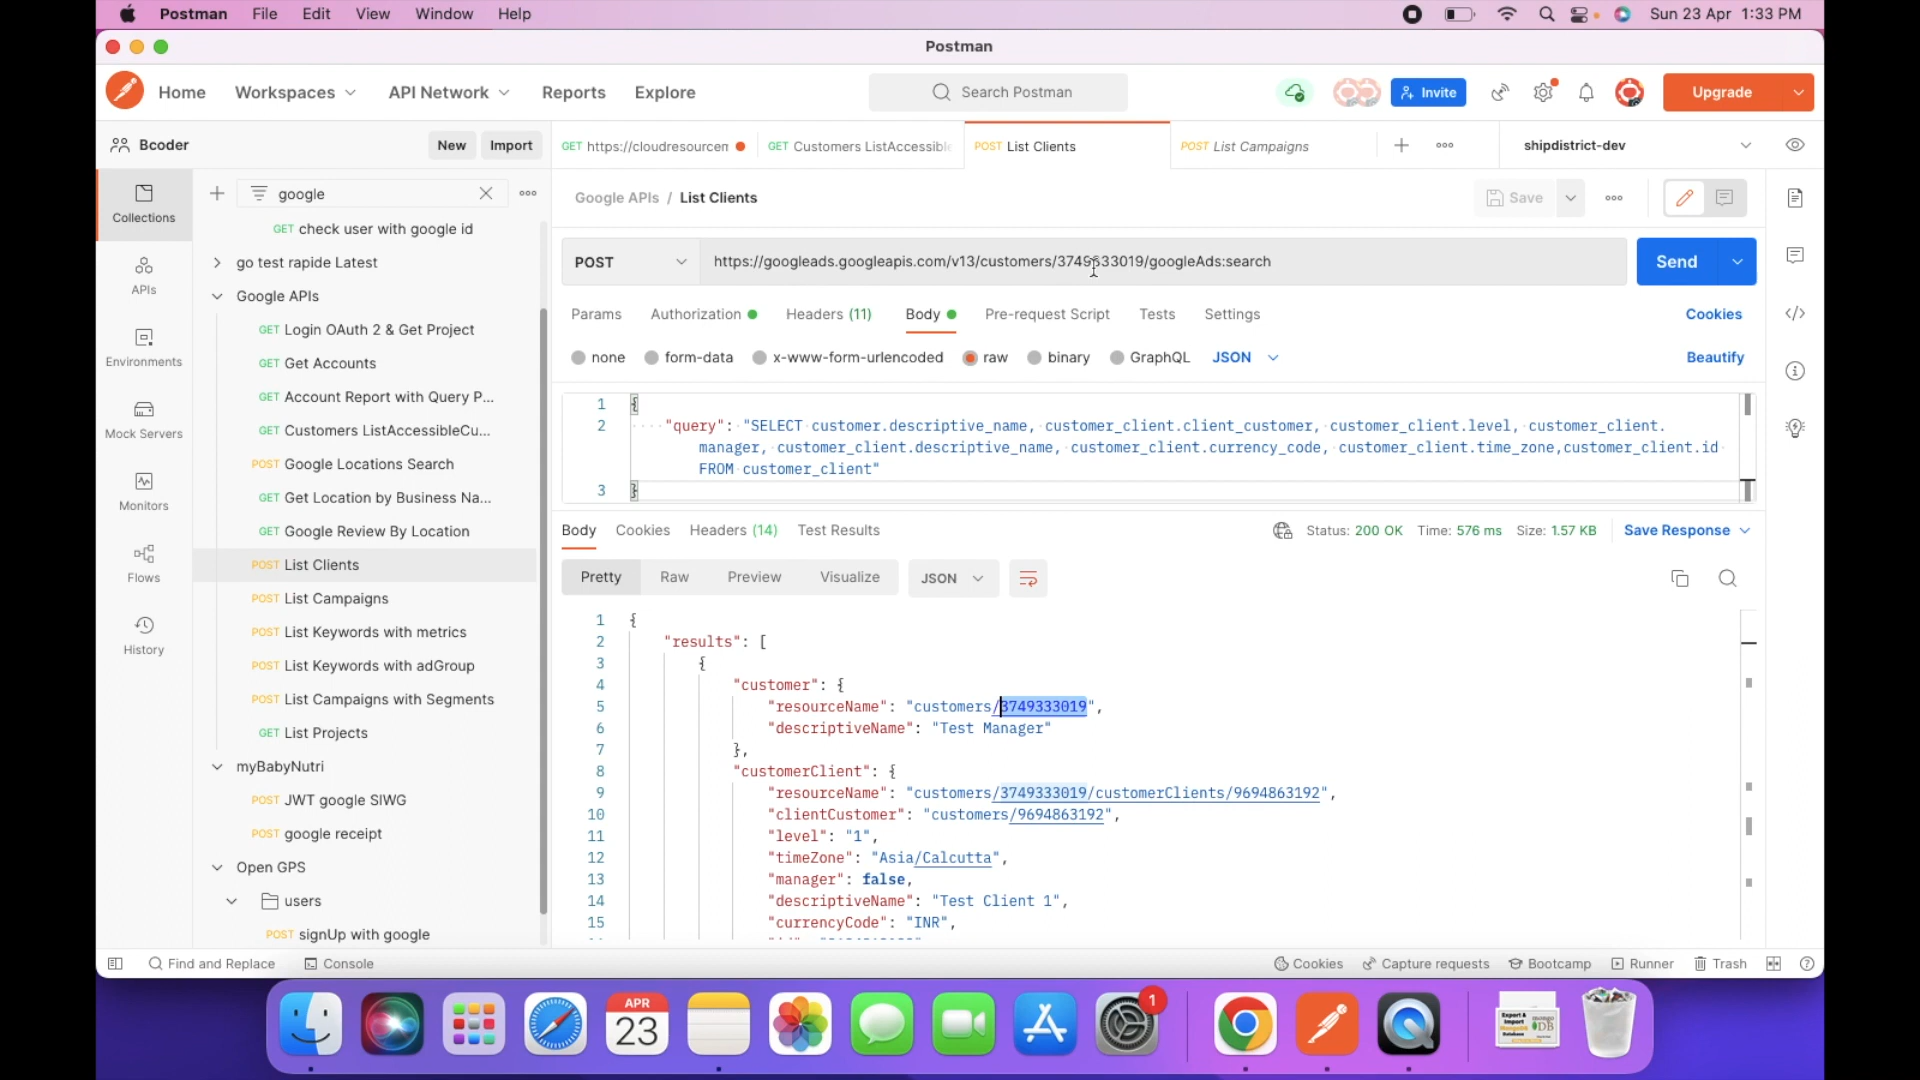 Postman File Edit View Window Help Sun 23 Apr 1:33 PM
Postman
Home Workspaces API Network Reports Explore Search Postman Invite Upgrade
Bcoder New Import GET https://cloudresourcem GET Customers ListAccessible POST List Clients POST List Campaigns shipdistrict-dev
google
Google APIs / List Clients Save
Collections
APIs
Environments
Mock Servers
Monitors
Flows
History
GET check user with google id
go test rapide Latest
Google APIs
GET Login OAuth 2 & Get Project
GET Get Accounts
GET Account Report with Query P...
GET Customers ListAccessibleCu...
POST Google Locations Search
GET Get Location by Business Na...
GET Google Review By Location
POST List Clients
POST List Campaigns
POST List Keywords with metrics
POST List Keywords with adGroup
POST List Campaigns with Segments
GET List Projects
myBabyNutri
POST JWT google SIWG
POST google receipt
Open GPS
users
POST signUp with google
POST https://googleads.googleapis.com/v13/customers/3749333019/googleAds:search Send
Params Authorization Headers (11) Body Pre-request Script Tests Settings Cookies
none form-data x-www-form-urlencoded raw binary GraphQL JSON Beautify
1 {
2 "query": "SELECT customer.descriptive_name, customer_client.client_customer, customer_client.level, customer_client.
manager, customer_client.descriptive_name, customer_client.currency_code, customer_client.time_zone,customer_client.id
FROM customer_client"
3 }
Body Cookies Headers (14) Test Results Status: 200 OK Time: 576 ms Size: 1.57 KB Save Response
Pretty Raw Preview Visualize JSON
1 {
2 "results": [
3 {
4 "customer": {
5 "resourceName": "customers/3749333019",
6 "descriptiveName": "Test Manager"
7 },
8 "customerClient": {
9 "resourceName": "customers/3749333019/customerClients/9694863192",
10 "clientCustomer": "customers/9694863192",
11 "level": "1",
12 "timeZone": "Asia/Calcutta",
13 "manager": false,
14 "descriptiveName": "Test Client 1",
15 "currencyCode": "INR",
Find and Replace Console Cookies Capture requests Bootcamp Runner Trash
APR
23
1
Export &
Import
MongoDB
Database
mongo
DB